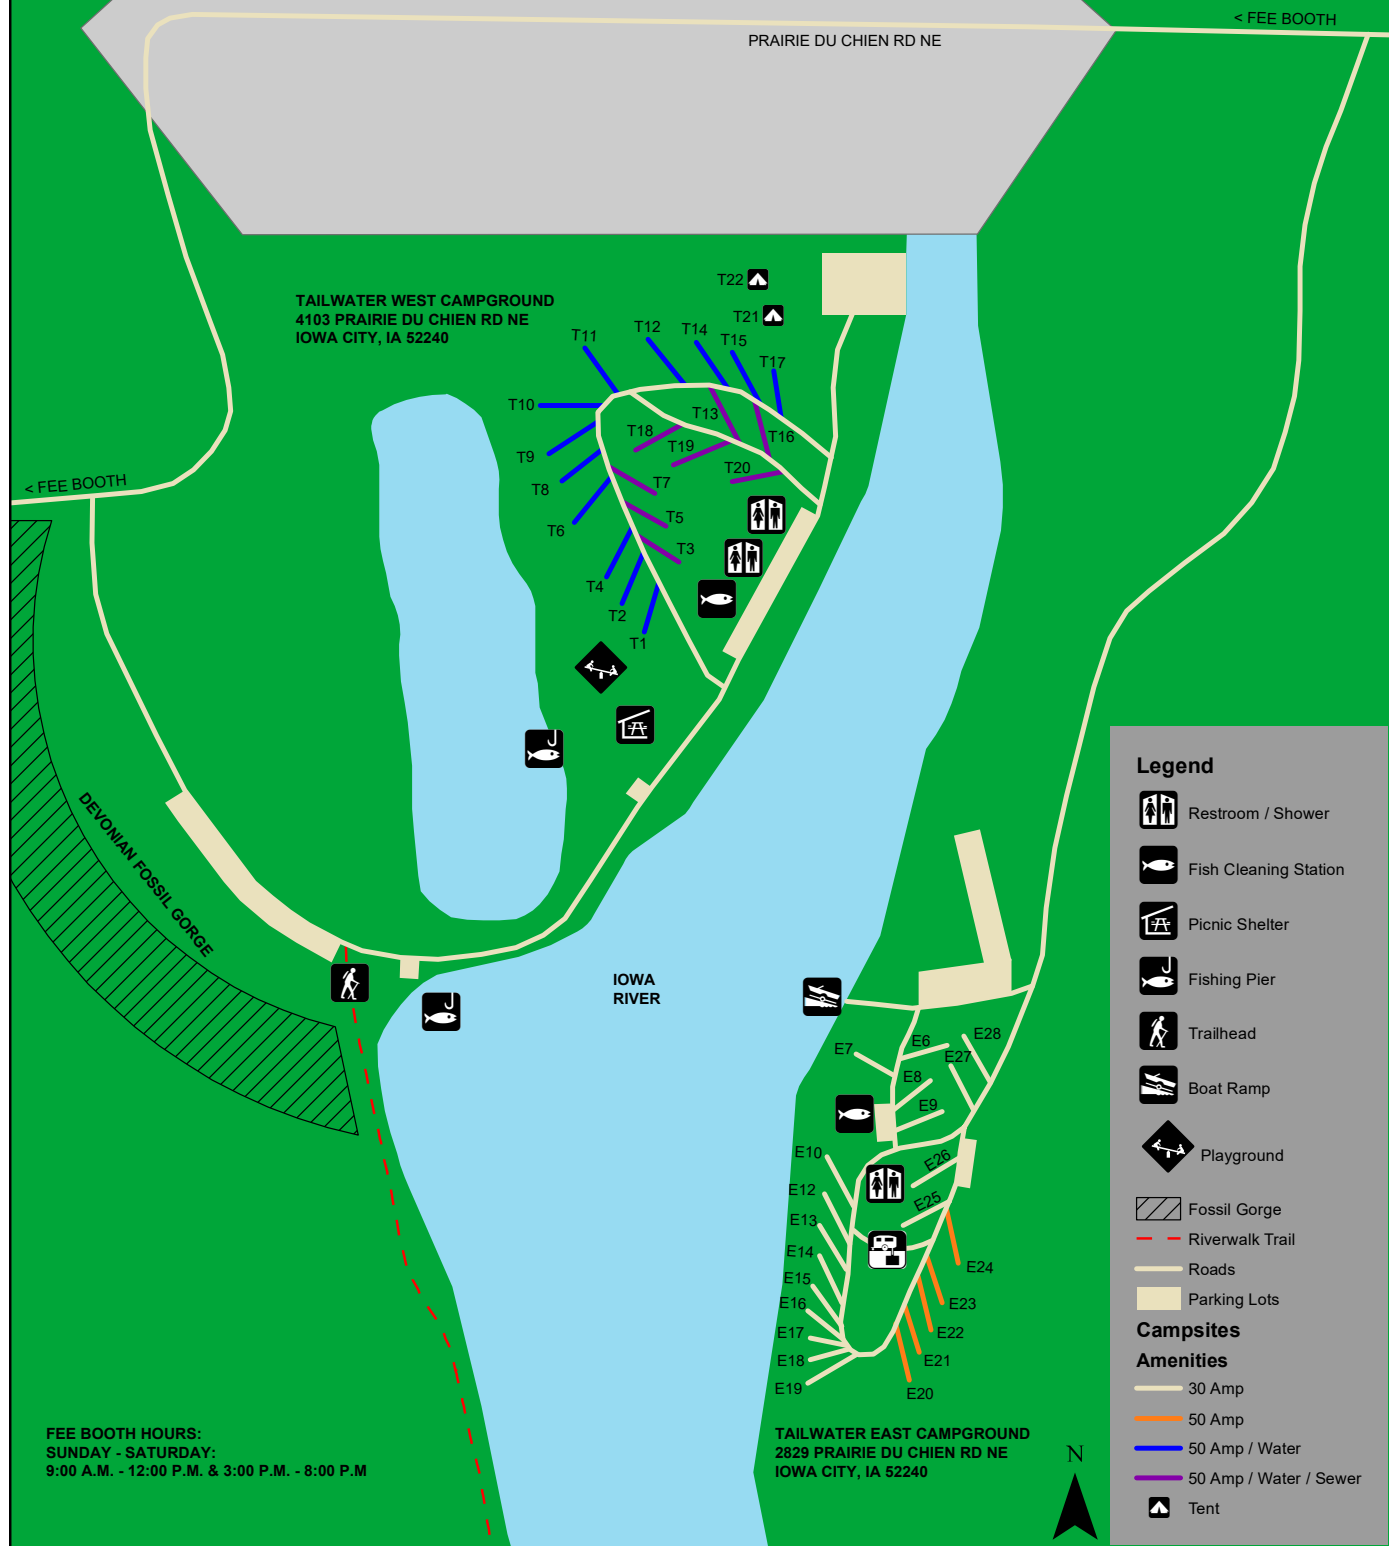 < FEE BOOTH
PRAIRIE DU CHIEN RD NE
TAILWATER WEST CAMPGROUND
4103 PRAIRIE DU CHIEN RD NE
IOWA CITY, IA 52240
T22
T21
T11
T12
T14
T15
T17
T10
T13
T18
T19
T16
T20
T9
T8
T7
T6
T5
T3
T4
T2
T1
< FEE BOOTH
DEVONIAN FOSSIL GORGE
IOWA
RIVER
E7
E6
E28
E27
E8
E9
E10
E26
E12
E25
E13
E14
E15
E24
E16
E23
E17
E22
E18
E21
E19
E20
FEE BOOTH HOURS:
SUNDAY - SATURDAY:
9:00 A.M. - 12:00 P.M. & 3:00 P.M. - 8:00 P.M
TAILWATER EAST CAMPGROUND
2829 PRAIRIE DU CHIEN RD NE
IOWA CITY, IA 52240
N
Legend
Restroom / Shower
Fish Cleaning Station
Picnic Shelter
Fishing Pier
Trailhead
Boat Ramp
Playground
Fossil Gorge
Riverwalk Trail
Roads
Parking Lots
Campsites
Amenities
30 Amp
50 Amp
50 Amp / Water
50 Amp / Water / Sewer
Tent